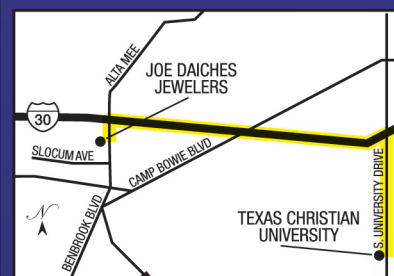 ALTA MEE
JOE DAICHES
JEWELERS
30
SLOCUM AVE
CAMP BOWIE BLVD
S. UNIVERSITY DRIVE
N
BENBROOK BLVD
TEXAS CHRISTIAN
UNIVERSITY